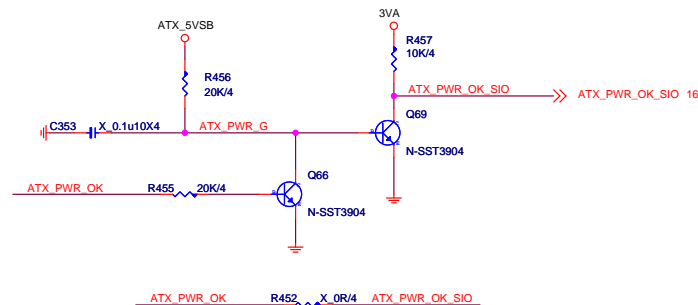 ATX_5VSB
3VA
R456
20K/4
R457
10K/4
ATX_PWR_OK_SIO
ATX_PWR_OK_SIO 16
C353
X_0.1u10X4
ATX_PWR_G
Q69
N-SST3904
Q66
N-SST3904
ATX_PWR_OK
R455
20K/4
ATX_PWR_OK
R452
X_0R/4
ATX_PWR_OK_SIO